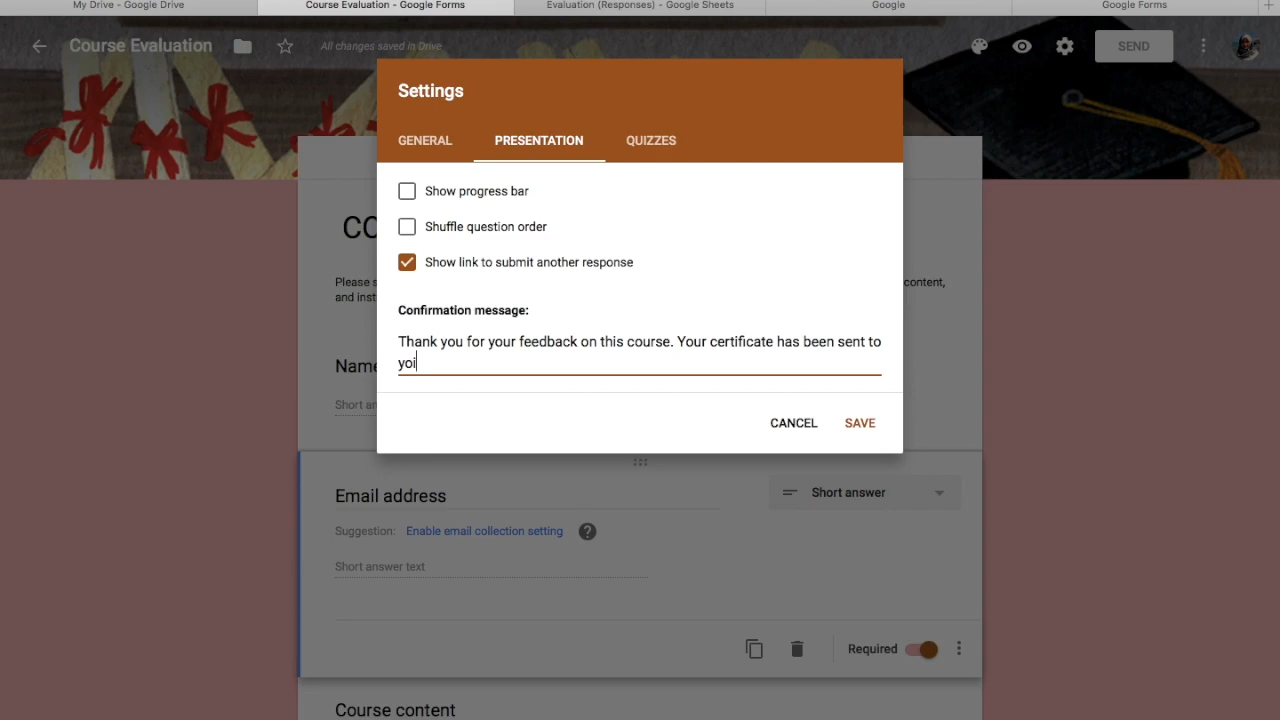 My Drive - Google Drive
Course Evaluation - Google Forms
Evaluation (Responses) - Google Sheets
Google
Google Forms
Course Evaluation
All changes saved in Drive
SEND
Settings
GENERAL
PRESENTATION
QUIZZES
Show progress bar
Shuffle question order
Show link to submit another response
Confirmation message:
Thank you for your feedback on this course. Your certificate has been sent to
yoi
CANCEL
SAVE
CO
Please
content,
and
Name
Short
Email address
Short answer
Suggestion: Enable email collection setting
Short answer text
Required
Course content